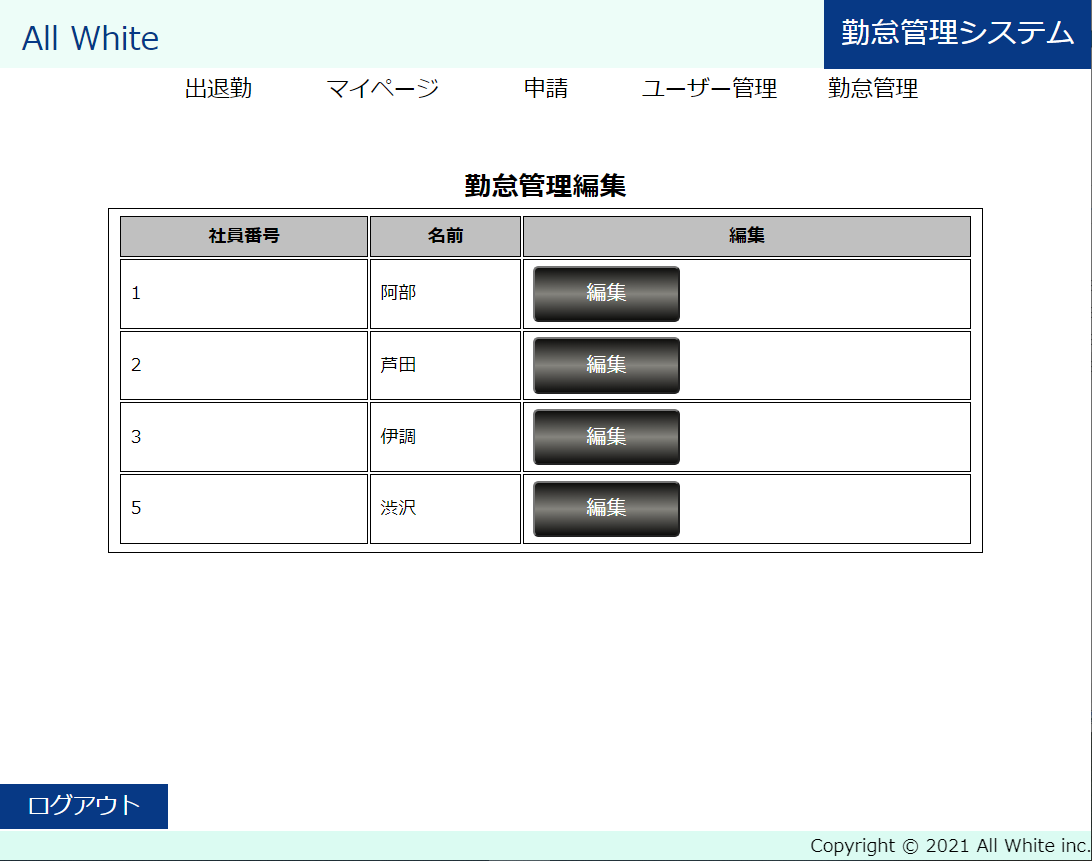 All White
勤怠管理システム
出退勤 マイページ 申請 ユーザー管理 勤怠管理
勤怠管理編集
社員番号 名前 編集
1 阿部 編集
2 芦田 編集
3 伊調 編集
5 渋沢 編集
ログアウト
Copyright © 2021 All White inc.